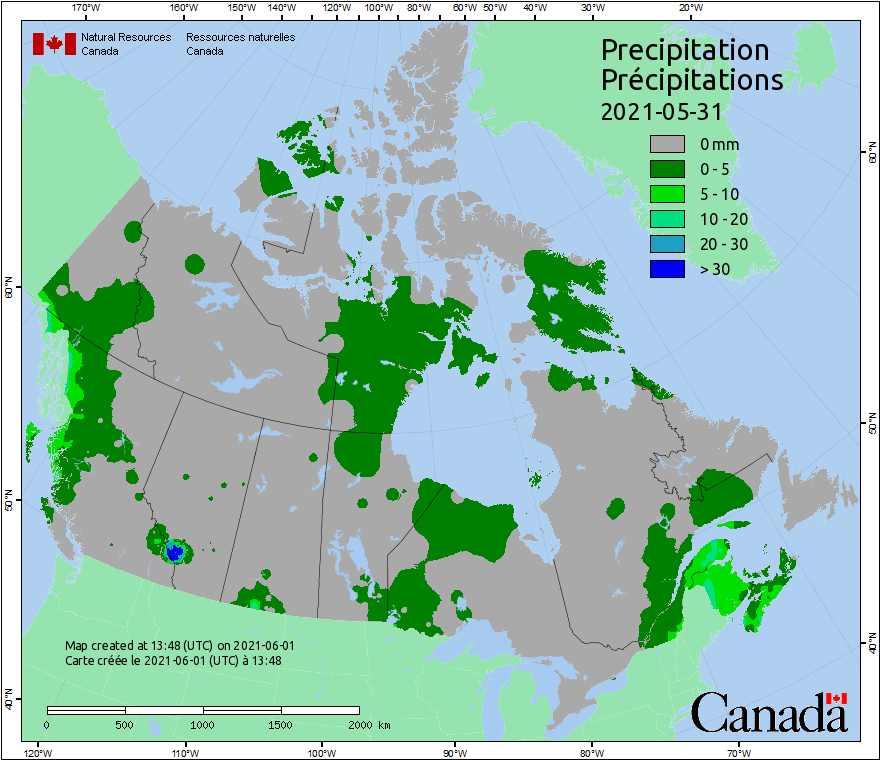 170°W 160°W 150°W 140°W 130°W 120°W 110°W 100°W 90°W 80°W 60°W 50°W 40°W 30°W 20°W
Natural Resources Ressources naturelles
Canada Canada
Precipitation
Précipitations
2021-05-31
0 mm
0 - 5
5 - 10
10 - 20
20 - 30
> 30
60°N
60°N
50°N
50°N
40°N
40°N
Map created at 13:48 (UTC) on 2021-06-01
Carte créée le 2021-06-01 (UTC) à 13:48
0 500 1000 1500 2000 km
Canada
120°W 110°W 100°W 90°W 80°W 70°W